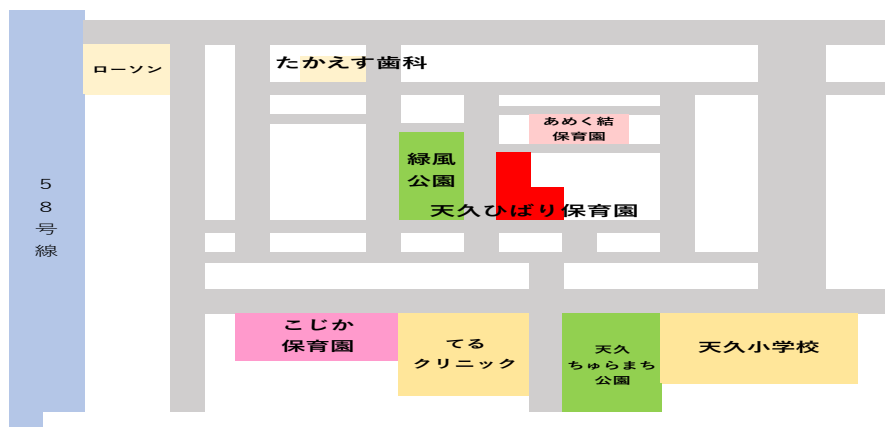 ローソン
たかえす歯科
あめく結
保育園
緑風
公園
天久ひばり保育園
58号線
こじか
保育園
てる
クリニック
天久
ちゅらまち
公園
天久小学校